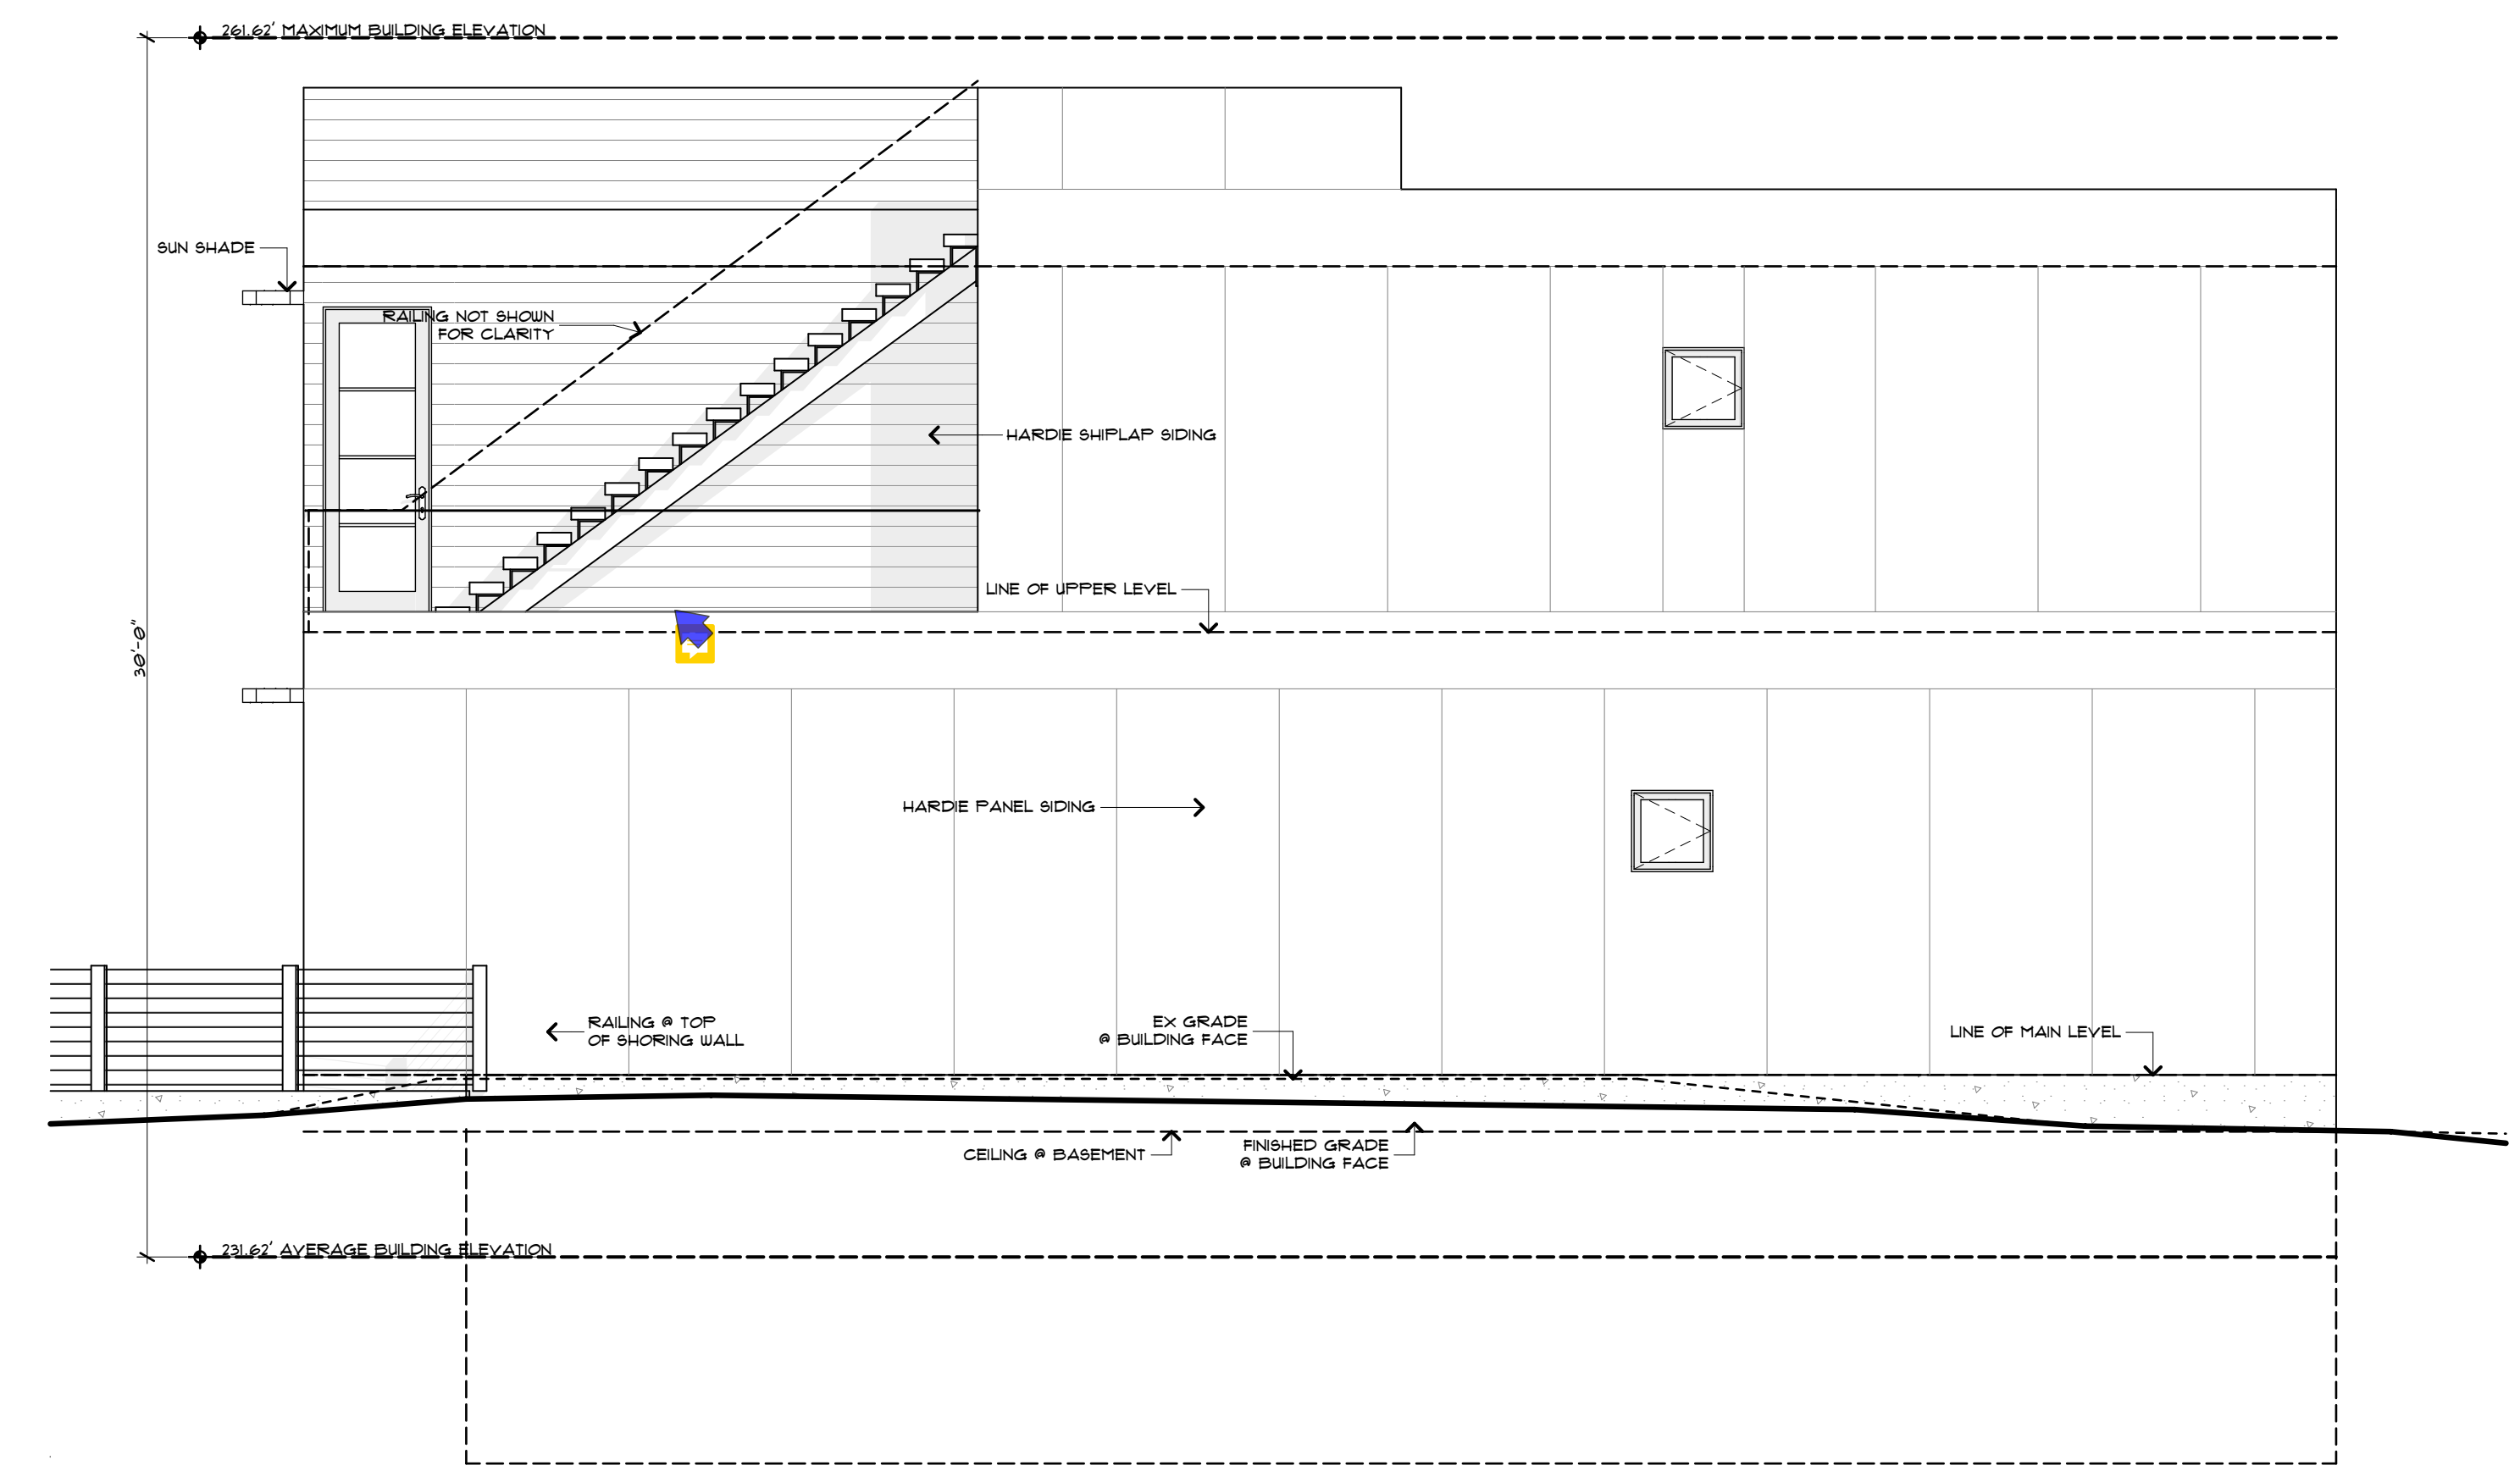 261.62' MAXIMUM BUILDING ELEVATION
SUN SHADE
RAILING NOT SHOWN
FOR CLARITY
HARDIE SHIPLAP SIDING
LINE OF UPPER LEVEL
30'-0"
HARDIE PANEL SIDING
RAILING @ TOP
OF SHORING WALL
EX GRADE
@ BUILDING FACE
LINE OF MAIN LEVEL
CEILING @ BASEMENT
FINISHED GRADE
@ BUILDING FACE
231.62' AVERAGE BUILDING ELEVATION